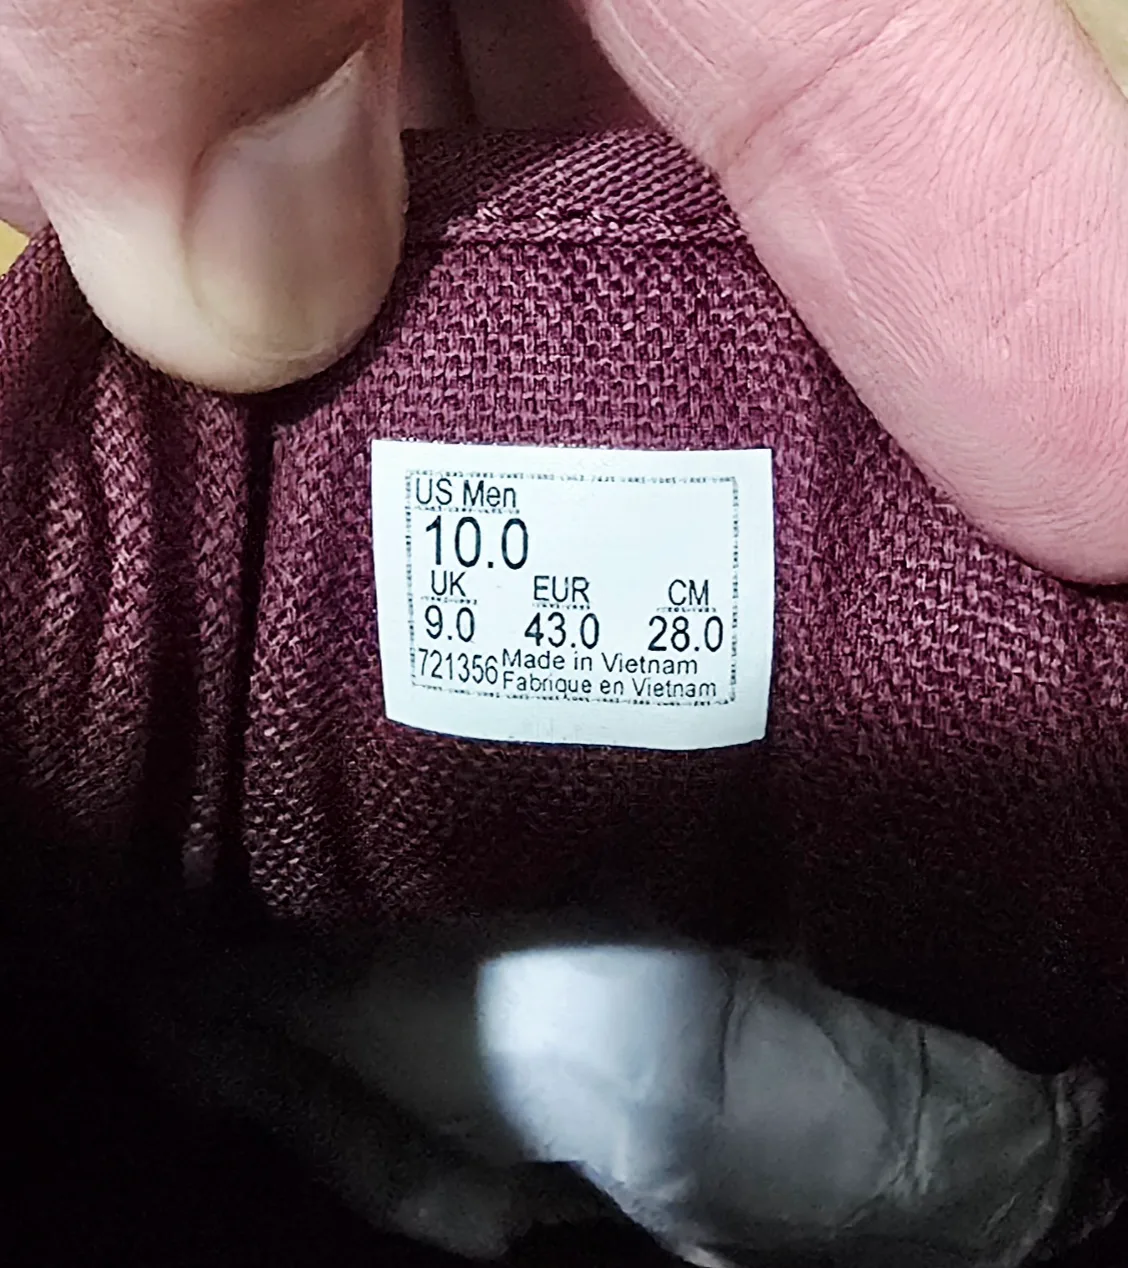 US Men
10.0
UK EUR CM
9.0 43.0 28.0
721356 Made in Vietnam
Fabrique en Vietnam